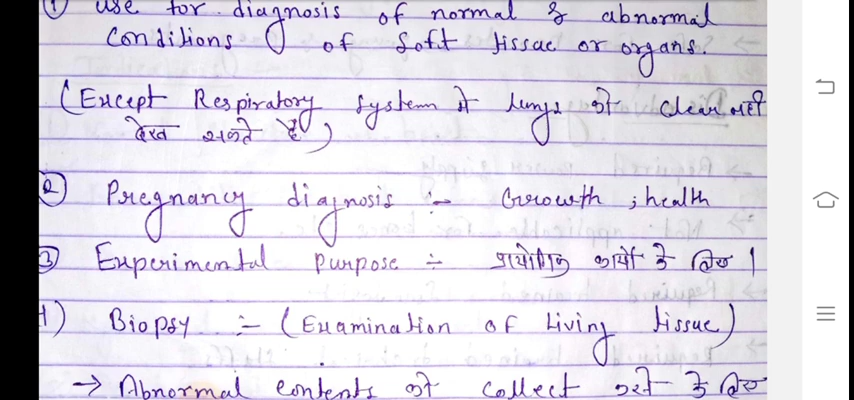 ① Use for diagnosis of normal & abnormal
Conditions of Soft tissue or organs.
(Except Respiratory System मे lungs को clear नही
देख सकते है)
② Pregnancy diagnosis :- Growth ; health
③ Experimental Purpose :- प्रायोगिक कार्यो के लिए ।
4) Biopsy :- (Examination of Living tissue)
→ Abnormal contents को collect करने के लिए